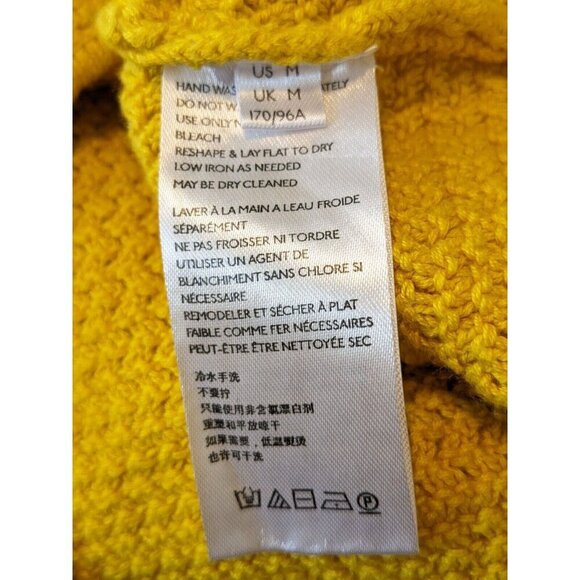 US M
UK M
170/96A
HAND WAS
DO NOT W
USE ONLY
BLEACH
RESHAPE & LAY FLAT TO DRY
LOW IRON AS NEEDED
MAY BE DRY CLEANED
LAVER À LA MAIN A LEAU FROIDE
SÉPARÉMENT
NE PAS FROISSER NI TORDRE
UTILISER UN AGENT DE
BLANCHIMENT SANS CHLORE SI
NÉCESSAIRE
REMODELER ET SÉCHER À PLAT
FAIBLE COMME FER NÉCESSAIRES
PEUT-ÊTRE ÊTRE NETTOYÉE SEC
冷水手洗
不要拧
只能使用非含氯漂白剂
重塑和平放晾干
如果需要，低温熨烫
也许可干洗
P